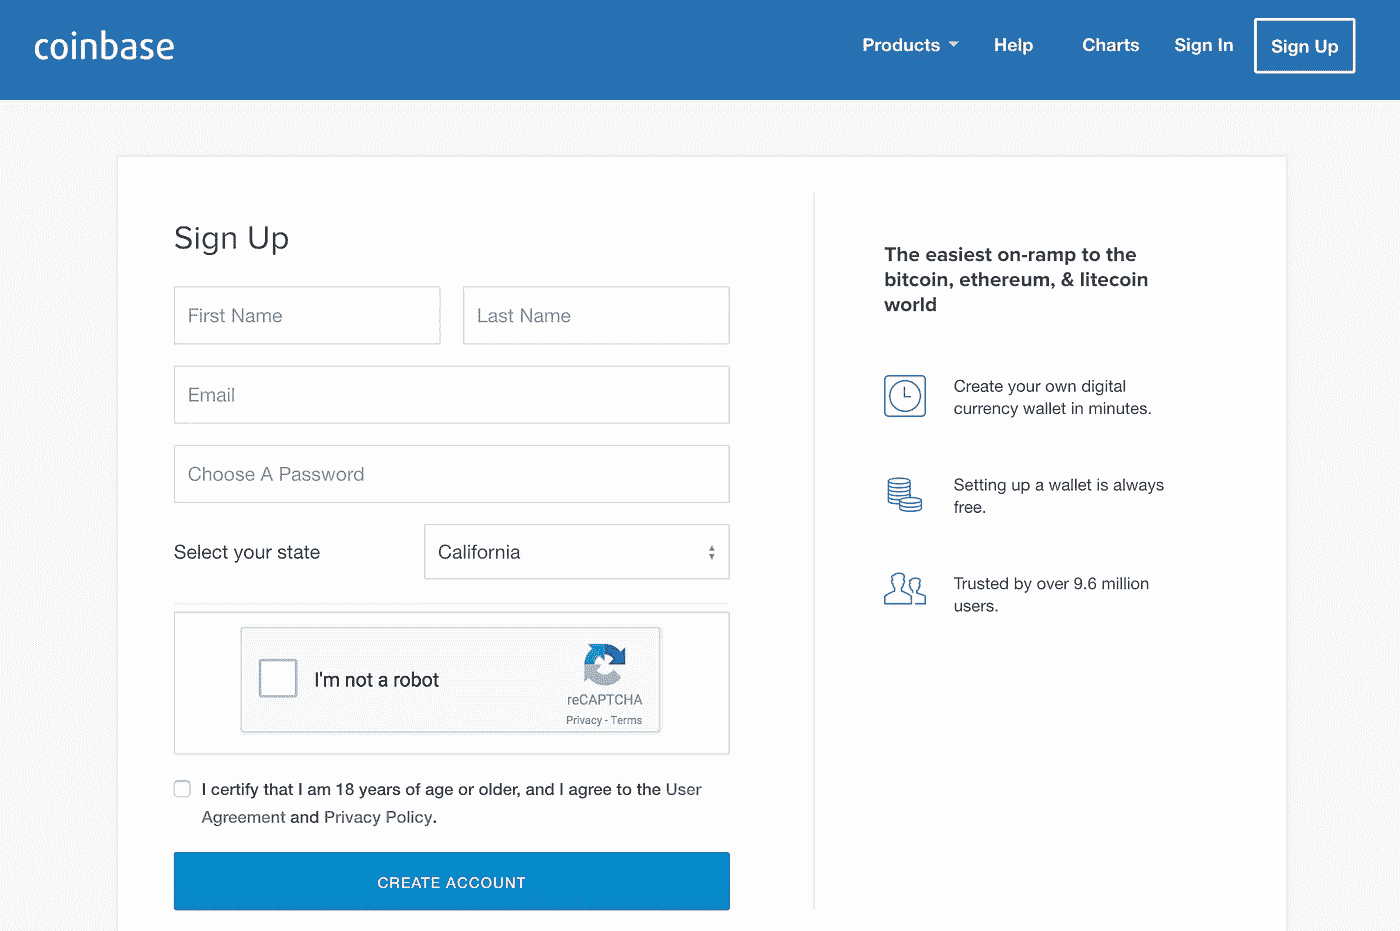 coinbase
Products
Help
Charts
Sign In
Sign Up
Sign Up
First Name
Last Name
Email
Choose A Password
Select your state
California
I'm not a robot
reCAPTCHA
Privacy - Terms
I certify that I am 18 years of age or older, and I agree to the User
Agreement and Privacy Policy.
CREATE ACCOUNT
The easiest on-ramp to the
bitcoin, ethereum, & litecoin
world
Create your own digital
currency wallet in minutes.
Setting up a wallet is always
free.
Trusted by over 9.6 million
users.